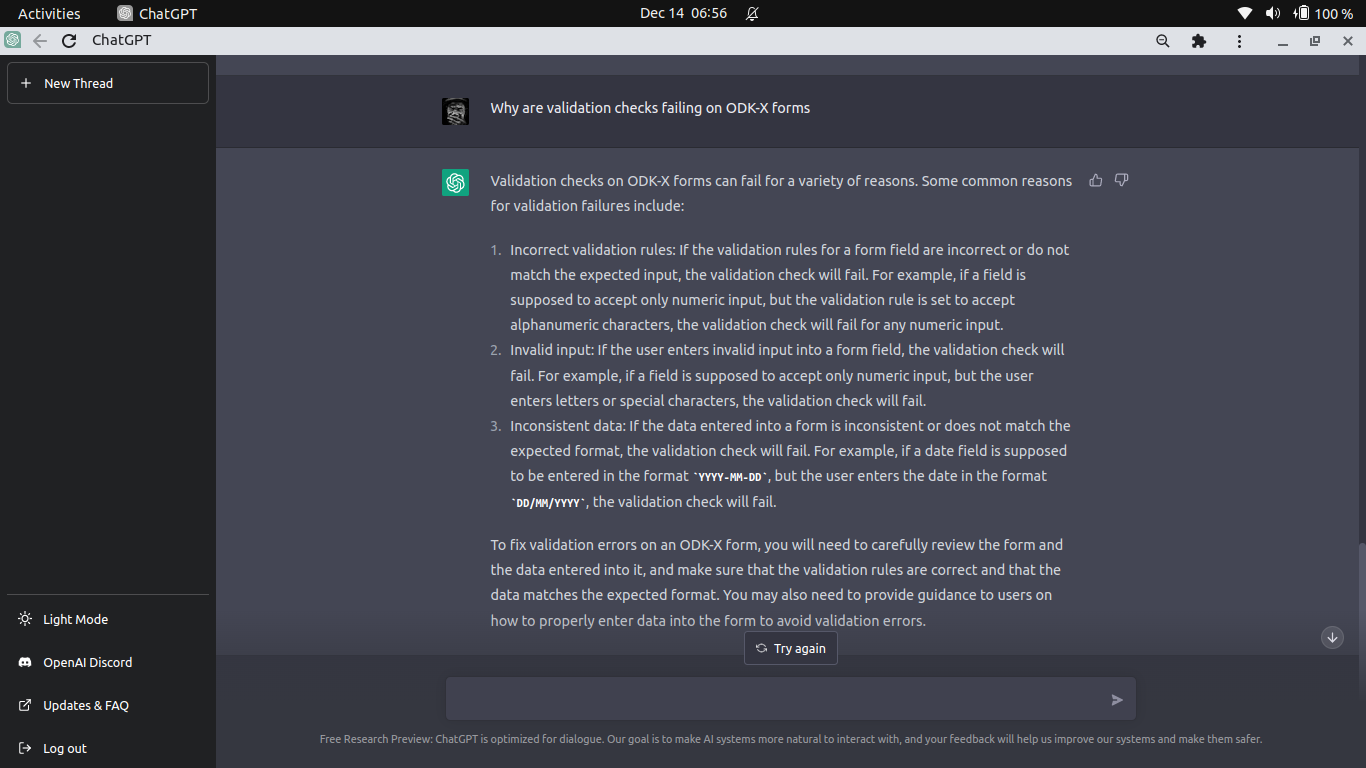 Activities
ChatGPT
Dec 14 06:56
100 %
ChatGPT
+ New Thread
Why are validation checks failing on ODK-X forms
Validation checks on ODK-X forms can fail for a variety of reasons. Some common reasons
for validation failures include:
1. Incorrect validation rules: If the validation rules for a form field are incorrect or do not
match the expected input, the validation check will fail. For example, if a field is
supposed to accept only numeric input, but the validation rule is set to accept
alphanumeric characters, the validation check will fail for any numeric input.
2. Invalid input: If the user enters invalid input into a form field, the validation check will
fail. For example, if a field is supposed to accept only numeric input, but the user
enters letters or special characters, the validation check will fail.
3. Inconsistent data: If the data entered into a form is inconsistent or does not match the
expected format, the validation check will fail. For example, if a date field is supposed
to be entered in the format `YYYY-MM-DD`, but the user enters the date in the format
`DD/MM/YYYY`, the validation check will fail.
To fix validation errors on an ODK-X form, you will need to carefully review the form and
the data entered into it, and make sure that the validation rules are correct and that the
data matches the expected format. You may also need to provide guidance to users on
how to properly enter data into the form to avoid validation errors.
Try again
Light Mode
OpenAI Discord
Updates & FAQ
Log out
Free Research Preview: ChatGPT is optimized for dialogue. Our goal is to make AI systems more natural to interact with, and your feedback will help us improve our systems and make them safer.